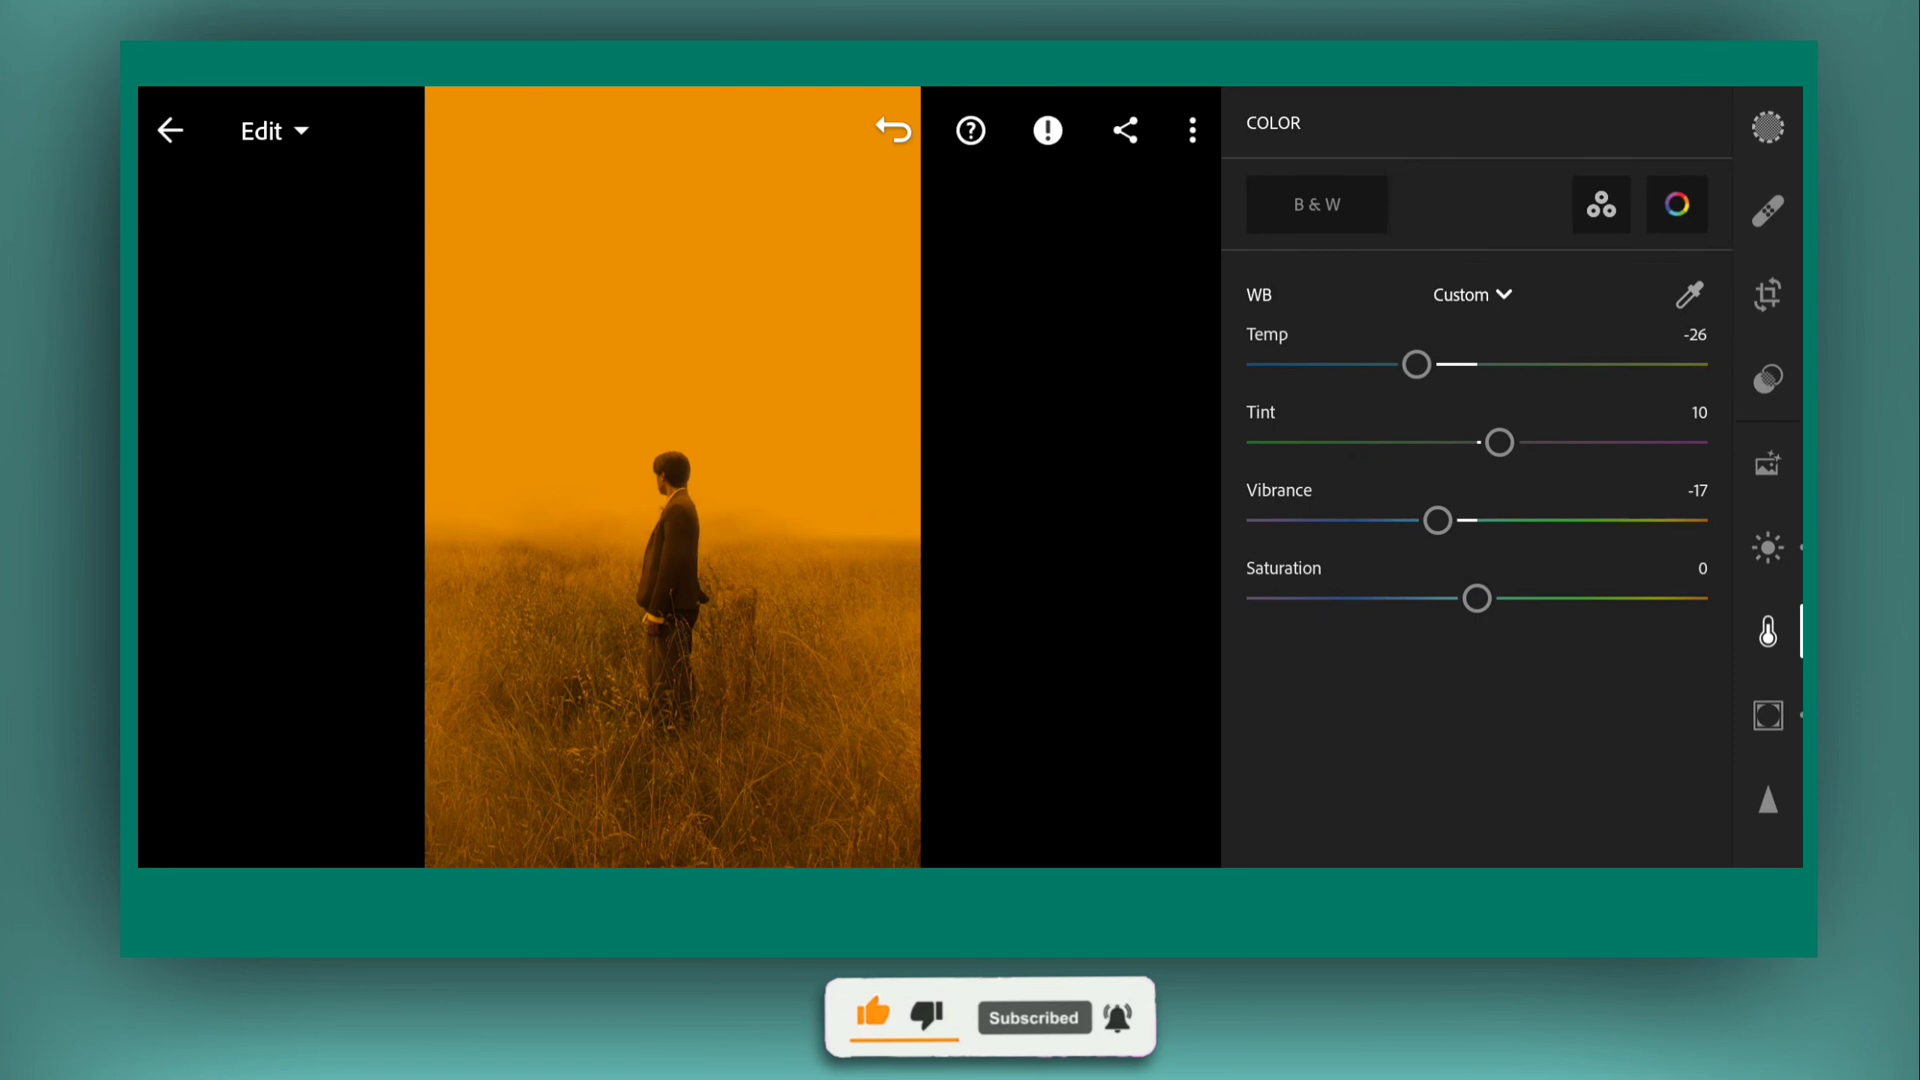 Edit
COLOR
B & W
WB
Custom
Temp
-26
Tint
10
Vibrance
-17
Saturation
0
Subscribed